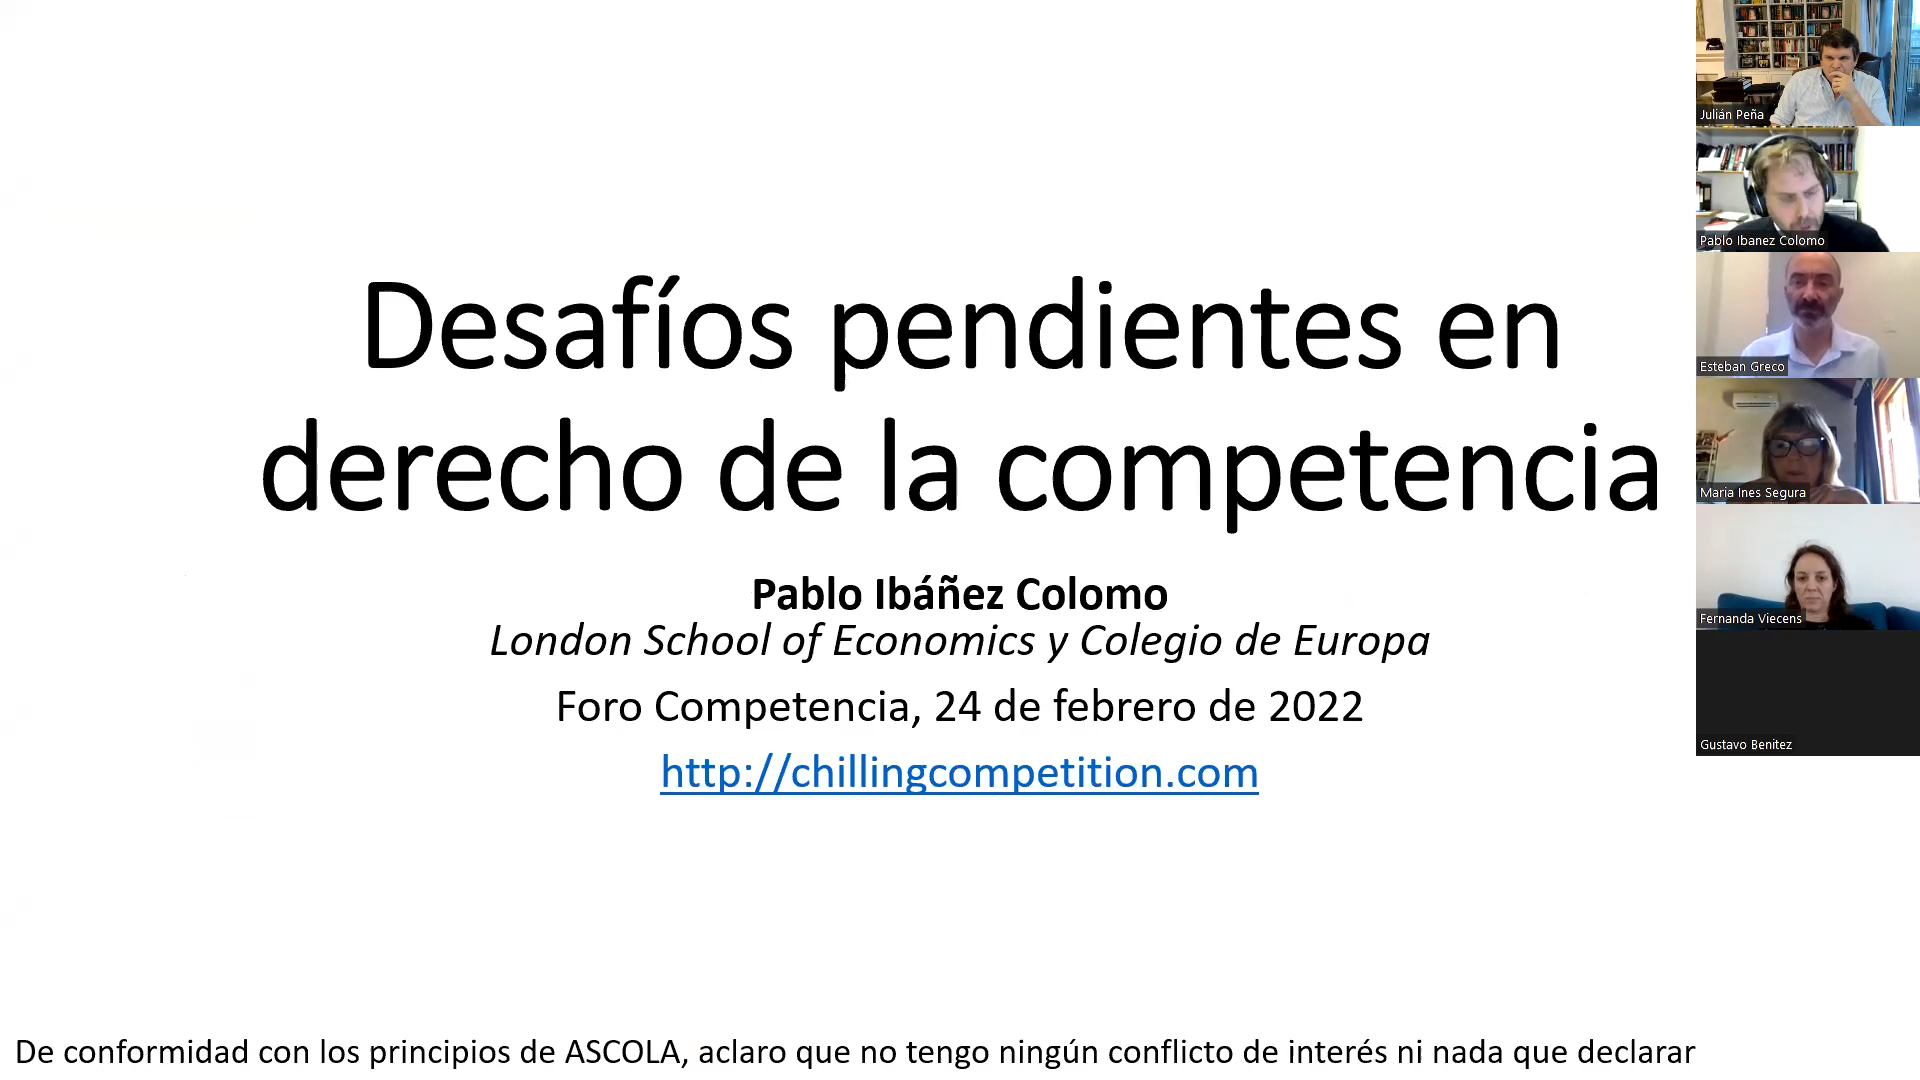 Desafíos pendientes en
derecho de la competencia
Pablo Ibáñez Colomo
London School of Economics y Colegio de Europa
Foro Competencia, 24 de febrero de 2022
http://chillingcompetition.com
De conformidad con los principios de ASCOLA, aclaro que no tengo ningún conflicto de interés ni nada que declarar
Julián Peña
Pablo Ibanez Colomo
Esteban Greco
Maria Ines Segura
Fernanda Viecens
Gustavo Benitez